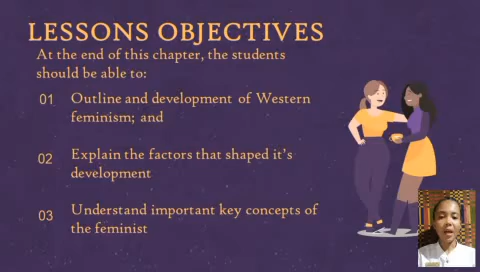 LESSONS OBJECTIVES
At the end of this chapter, the students
should be able to:
01 Outline and development of Western
feminism; and
02 Explain the factors that shaped it's
development
03 Understand important key concepts of
the feminist